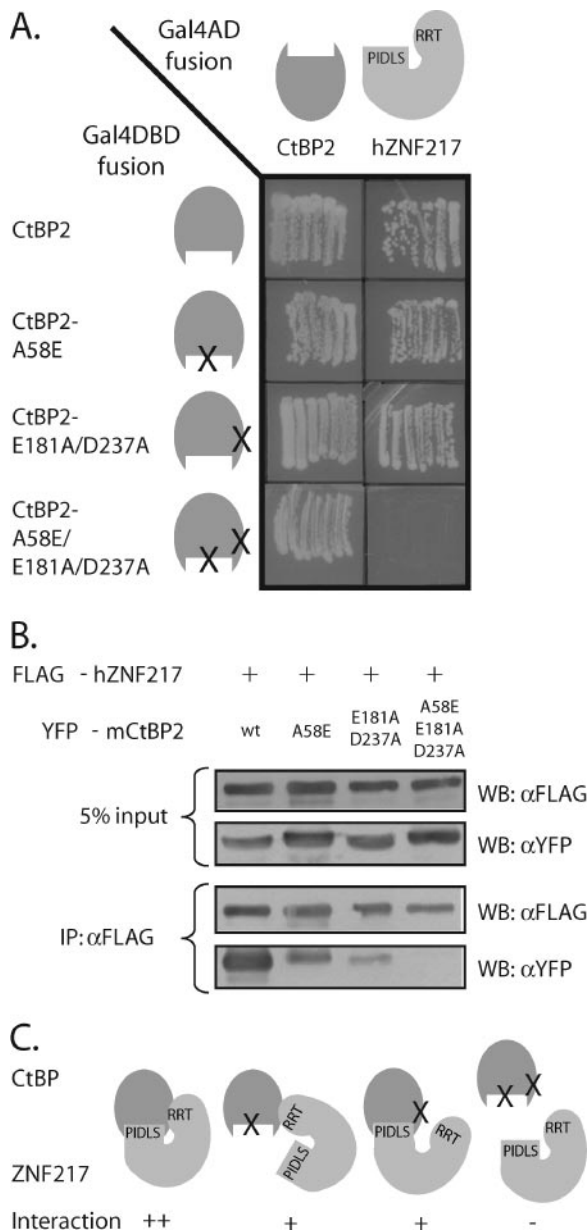 A.
Gal4AD
fusion
RRT
PIDLS
Gal4DBD
fusion
CtBP2 hZNF217
CtBP2
CtBP2-
A58E
X
CtBP2-
E181A/D237A
X
CtBP2-
A58E/
E181A/D237A
X X
B.
FLAG - hZNF217 + + + +
YFP - mCtBP2 wt A58E E181A D237A A58E E181A D237A
5% input
WB: αFLAG
WB: αYFP
IP: αFLAG
WB: αFLAG
WB: αYFP
C.
CtBP
X X X X
RRT RRT RRT RRT
PIDLS PIDLS PIDLS PIDLS
ZNF217
Interaction ++ + + -